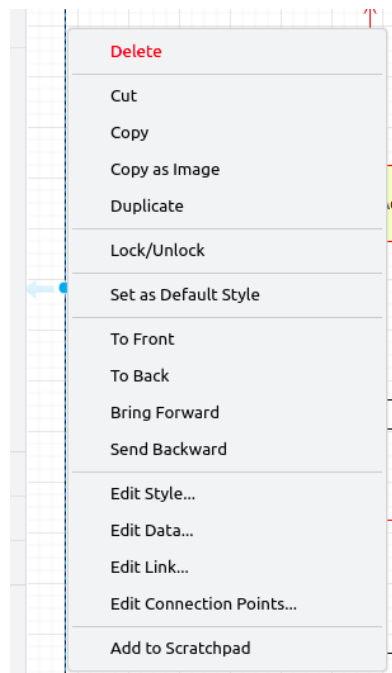 Delete
Cut
Copy
Copy as Image
Duplicate
Lock/Unlock
Set as Default Style
To Front
To Back
Bring Forward
Send Backward
Edit Style...
Edit Data...
Edit Link...
Edit Connection Points...
Add to Scratchpad